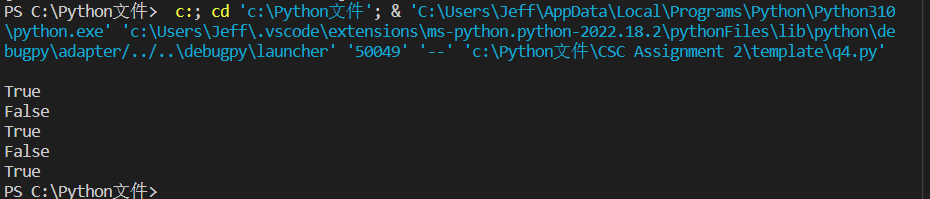 PS C:\Python文件>  c:; cd 'c:\Python文件'; & 'C:\Users\Jeff\AppData\Local\Programs\Python\Python310
\python.exe' 'c:\Users\Jeff\.vscode\extensions\ms-python.python-2022.18.2\pythonFiles\lib\python\de
bugpy\adapter/../..\debugpy\launcher' '50049' '--' 'c:\Python文件\CSC Assignment 2\template\q4.py'
True
False
True
False
True
PS C:\Python文件>